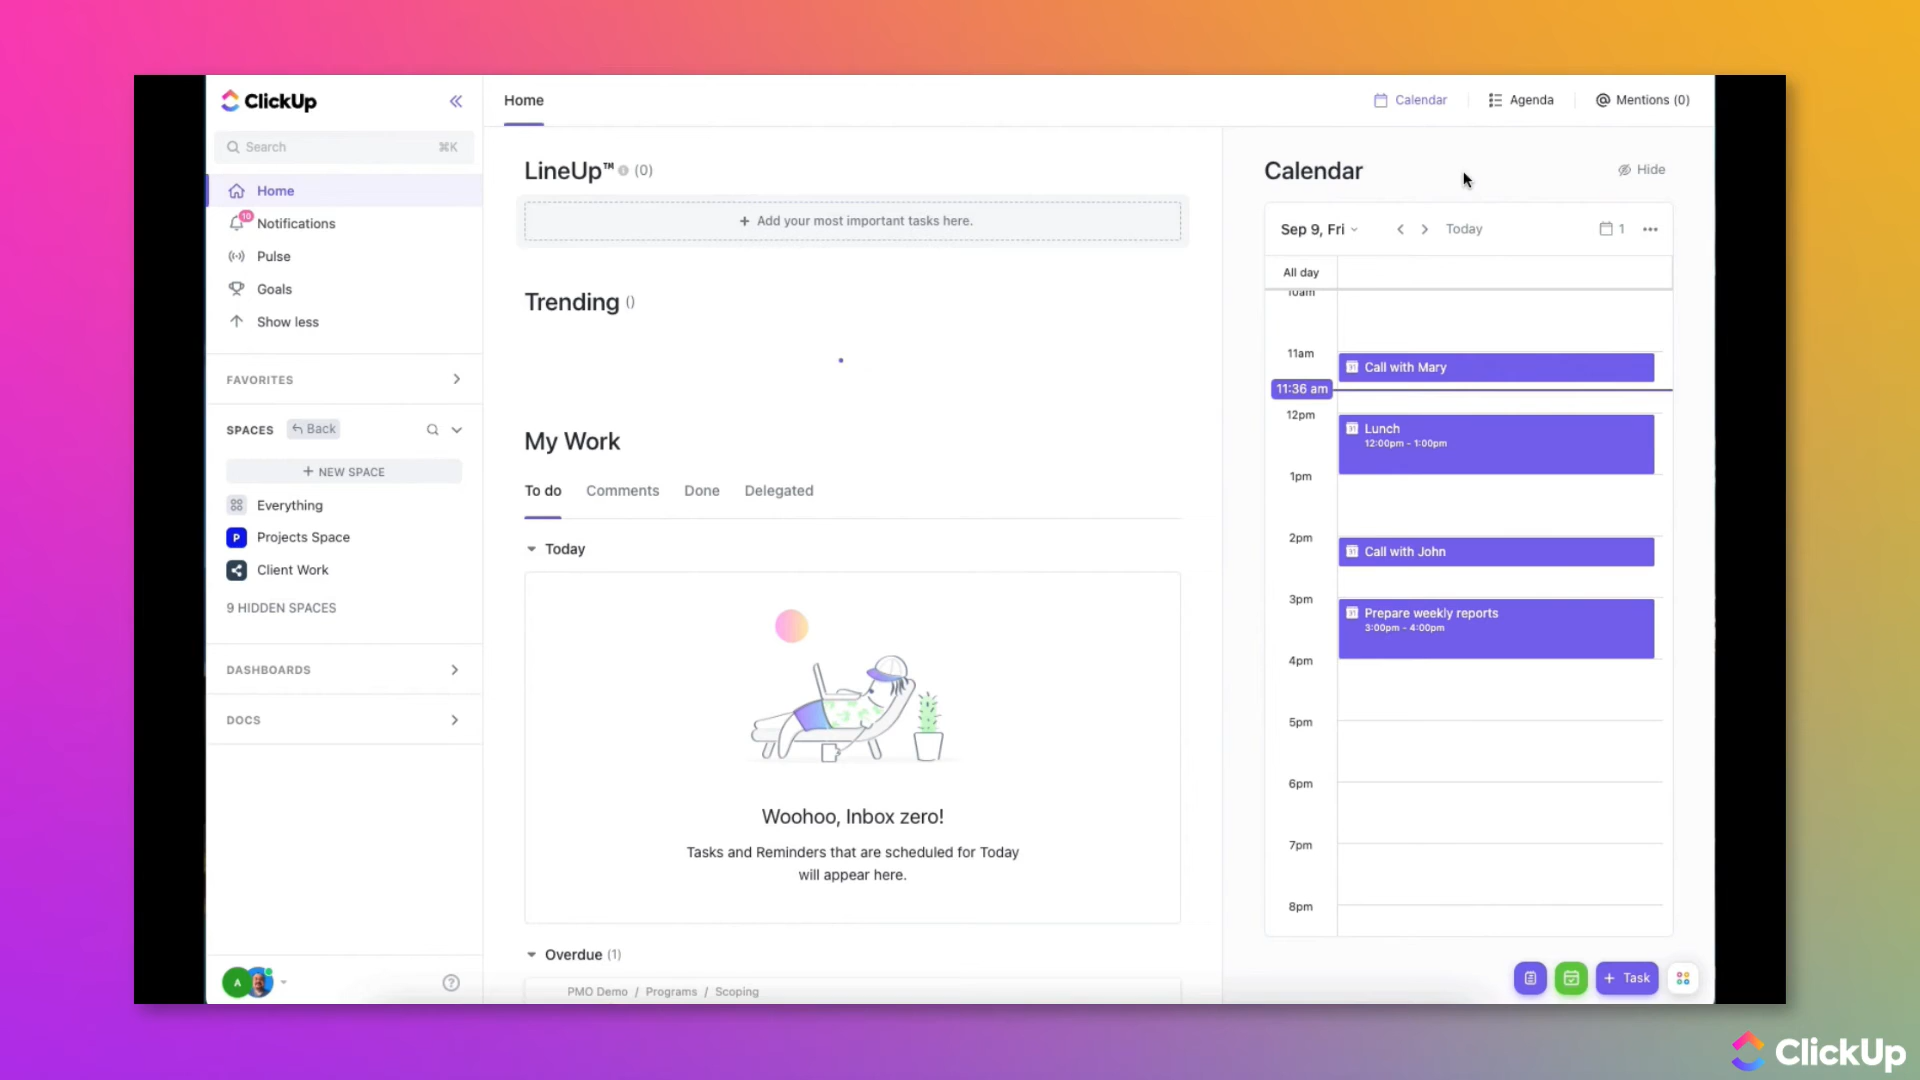 ClickUp
Search
⌘K
Home
Notifications
10
Pulse
Goals
Show less
FAVORITES
SPACES
Back
+ NEW SPACE
Everything
P
Projects Space
Client Work
9 HIDDEN SPACES
DASHBOARDS
DOCS
A
?
Home
Calendar
Agenda
@ Mentions (0)
LineUp™ (0)
+ Add your most important tasks here.
Trending ()
My Work
To do
Comments
Done
Delegated
Today
Woohoo, Inbox zero!
Tasks and Reminders that are scheduled for Today
will appear here.
Overdue (1)
PMO Demo / Programs / Scoping
Calendar
Hide
Sep 9, Fri
Today
1
All day
10am
11am
Call with Mary
11:36 am
12pm
Lunch
12:00pm - 1:00pm
1pm
2pm
Call with John
3pm
Prepare weekly reports
3:00pm - 4:00pm
4pm
5pm
6pm
7pm
8pm
+ Task
ClickUp